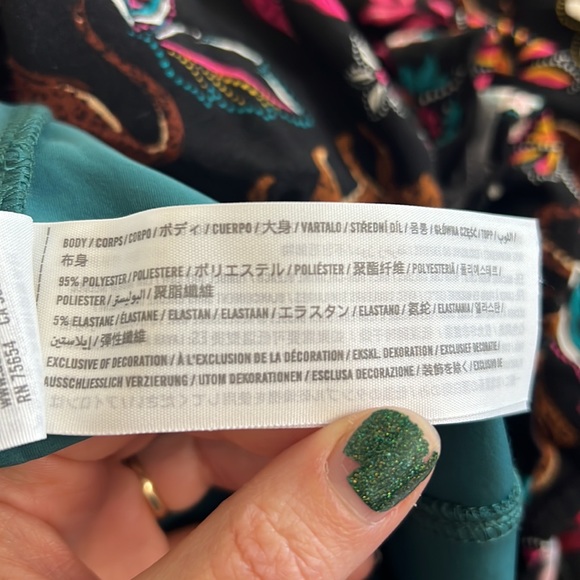 BODY / CORPS / CORPO / ボディ / CUERPO / 大身 / VARTALO / STŘEDNÍ DÍL / 몸통 / GŁÓWNA CZĘŚĆ /
布身
95% POLYESTER / POLIESTERE / ポリエステル / POLIÉSTER / 聚酯纤维 / POLYESTERIÄ / 폴리에스테르 /
POLIESTER / البوليستر / 聚脂纖維
5% ELASTANE / ÉLASTANE / ELASTAN / ELASTAAN / エラスタン / ELASTANO / 氨纶 / ELASTAANIA / 엘라스탄 /
إيلاستين / 彈性纖維
EXCLUSIVE OF DECORATION / À L'EXCLUSION DE LA DÉCORATION / EKSKL. DEKORATION / EXCLUSIEF DECORATIE /
AUSSCHLIESSLICH VERZIERUNG / UTOM DEKORATIONEN / ESCLUSA DECORAZIONE / 装飾を除く / EXCLUIDO DE
RN 75654